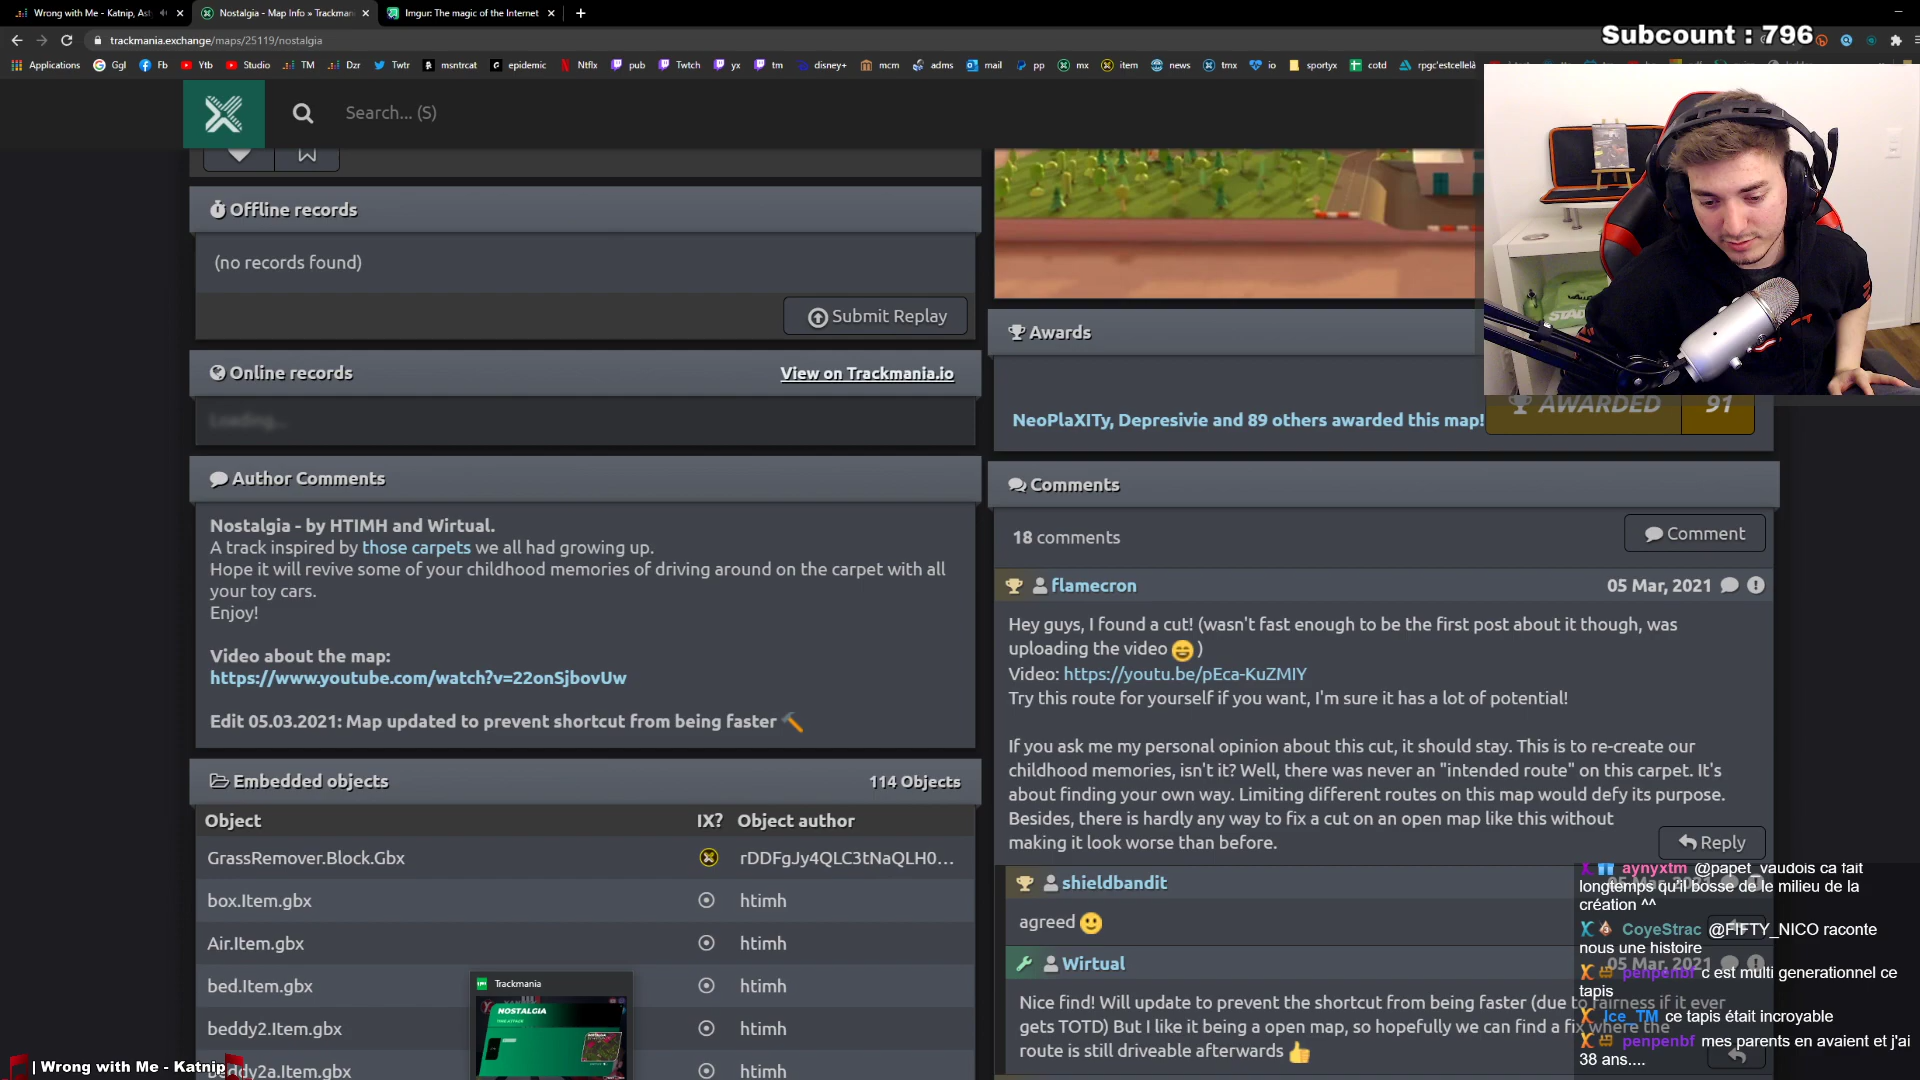 Wrong with Me - Katnip, Ast
Nostalgia - Map Info » Trackman
Imgur: The magic of the Internet
trackmania.exchange/maps/25119/nostalgia
Subcount : 796
Applications Ggl Fb Ytb Studio TM Dzr Twtr msntrcat epidemic Ntflx pub Twtch yx tm disney+ mcm adms mail pp mx item news tmx io sportyx cotd rpgc'estcellelà
Search... (S)
Offline records
(no records found)
Submit Replay
Online records
View on Trackmania.io
Loading...
Awards
NeoPlaXITy, Depresivie and 89 others awarded this map!
AWARDED 91
Author Comments
Nostalgia - by HTIMH and Wirtual.
A track inspired by those carpets we all had growing up.
Hope it will revive some of your childhood memories of driving around on the carpet with all
your toy cars.
Enjoy!
Video about the map:
https://www.youtube.com/watch?v=22onSjbovUw
Edit 05.03.2021: Map updated to prevent shortcut from being faster 🔨
Embedded objects
114 Objects
Object IX? Object author
GrassRemover.Block.Gbx rDDFgJy4QLC3tNaQLH0...
box.Item.gbx htimh
Air.Item.gbx htimh
bed.Item.gbx htimh
beddy2.Item.gbx htimh
beddy2a.Item.gbx htimh
Trackmania
NOSTALGIA
| Wrong with Me - Katnip
Comments
18 comments
Comment
flamecron
05 Mar, 2021
Hey guys, I found a cut! (wasn't fast enough to be the first post about it though, was
uploading the video 😄 )
Video: https://youtu.be/pEca-KuZMIY
Try this route for yourself if you want, I'm sure it has a lot of potential!
If you ask me my personal opinion about this cut, it should stay. This is to re-create our
childhood memories, isn't it? Well, there was never an "intended route" on this carpet. It's
about finding your own way. Limiting different routes on this map would defy its purpose.
Besides, there is hardly any way to fix a cut on an open map like this without
making it look worse than before.
Reply
shieldbandit
05 Mar, 2021
agreed 🙂
Wirtual
05 Mar, 2021
Nice find! Will update to prevent the shortcut from being faster (due to fairness if it ever
gets TOTD) But I like it being a open map, so hopefully we can find a fix where the
route is still driveable afterwards 👍
aynyxtm @papet_vaudois ca fait
longtemps qu'il bosse de le milieu de la
création ^^
CoyeStrac @FIFTY_NICO raconte
nous une histoire
penpenbf c est multi generationnel ce
tapis
Ice_TM ce tapis était incroyable
penpenbf mes parents en avaient et j'ai
38 ans....